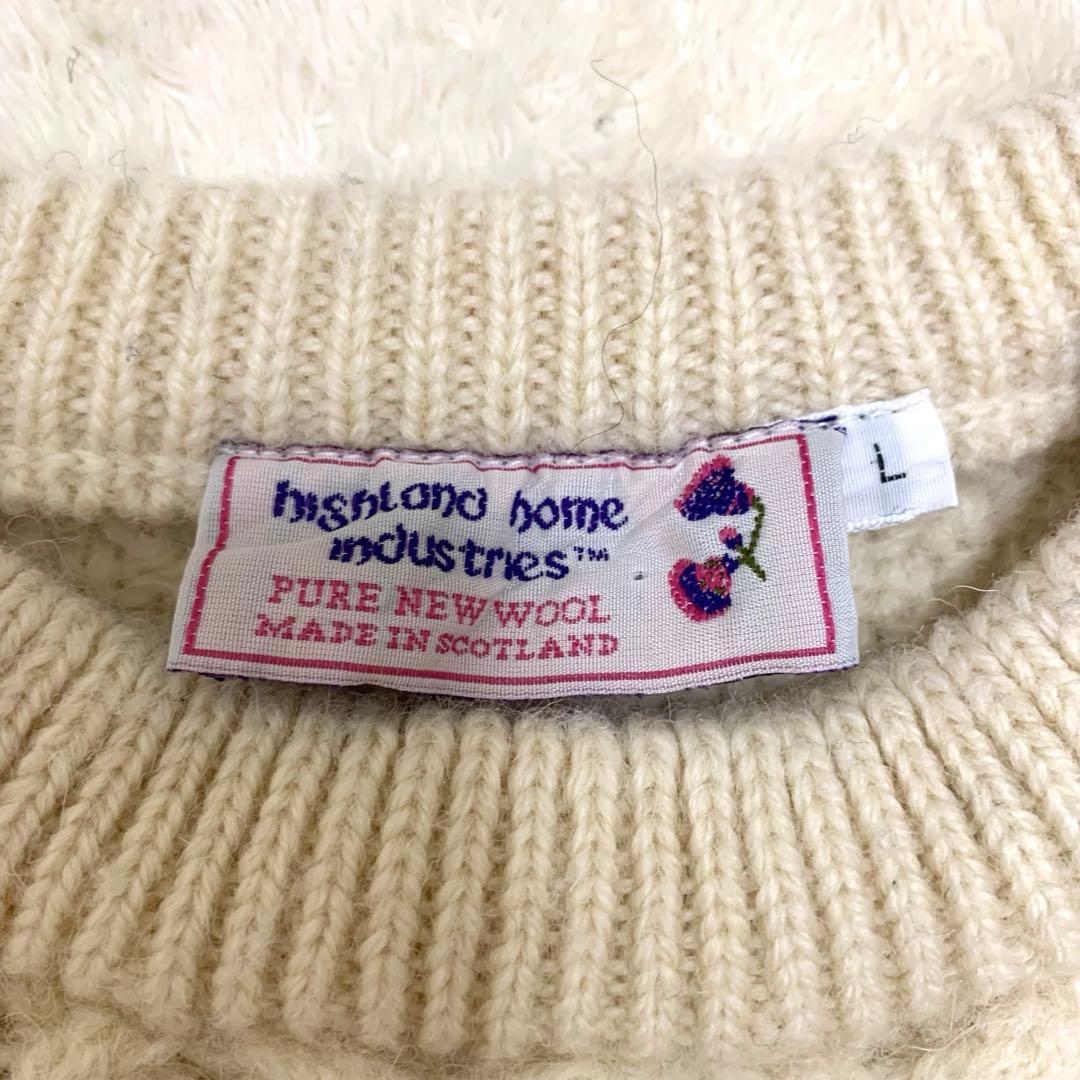 highland home
industries™
PURE NEW WOOL
MADE IN SCOTLAND
L